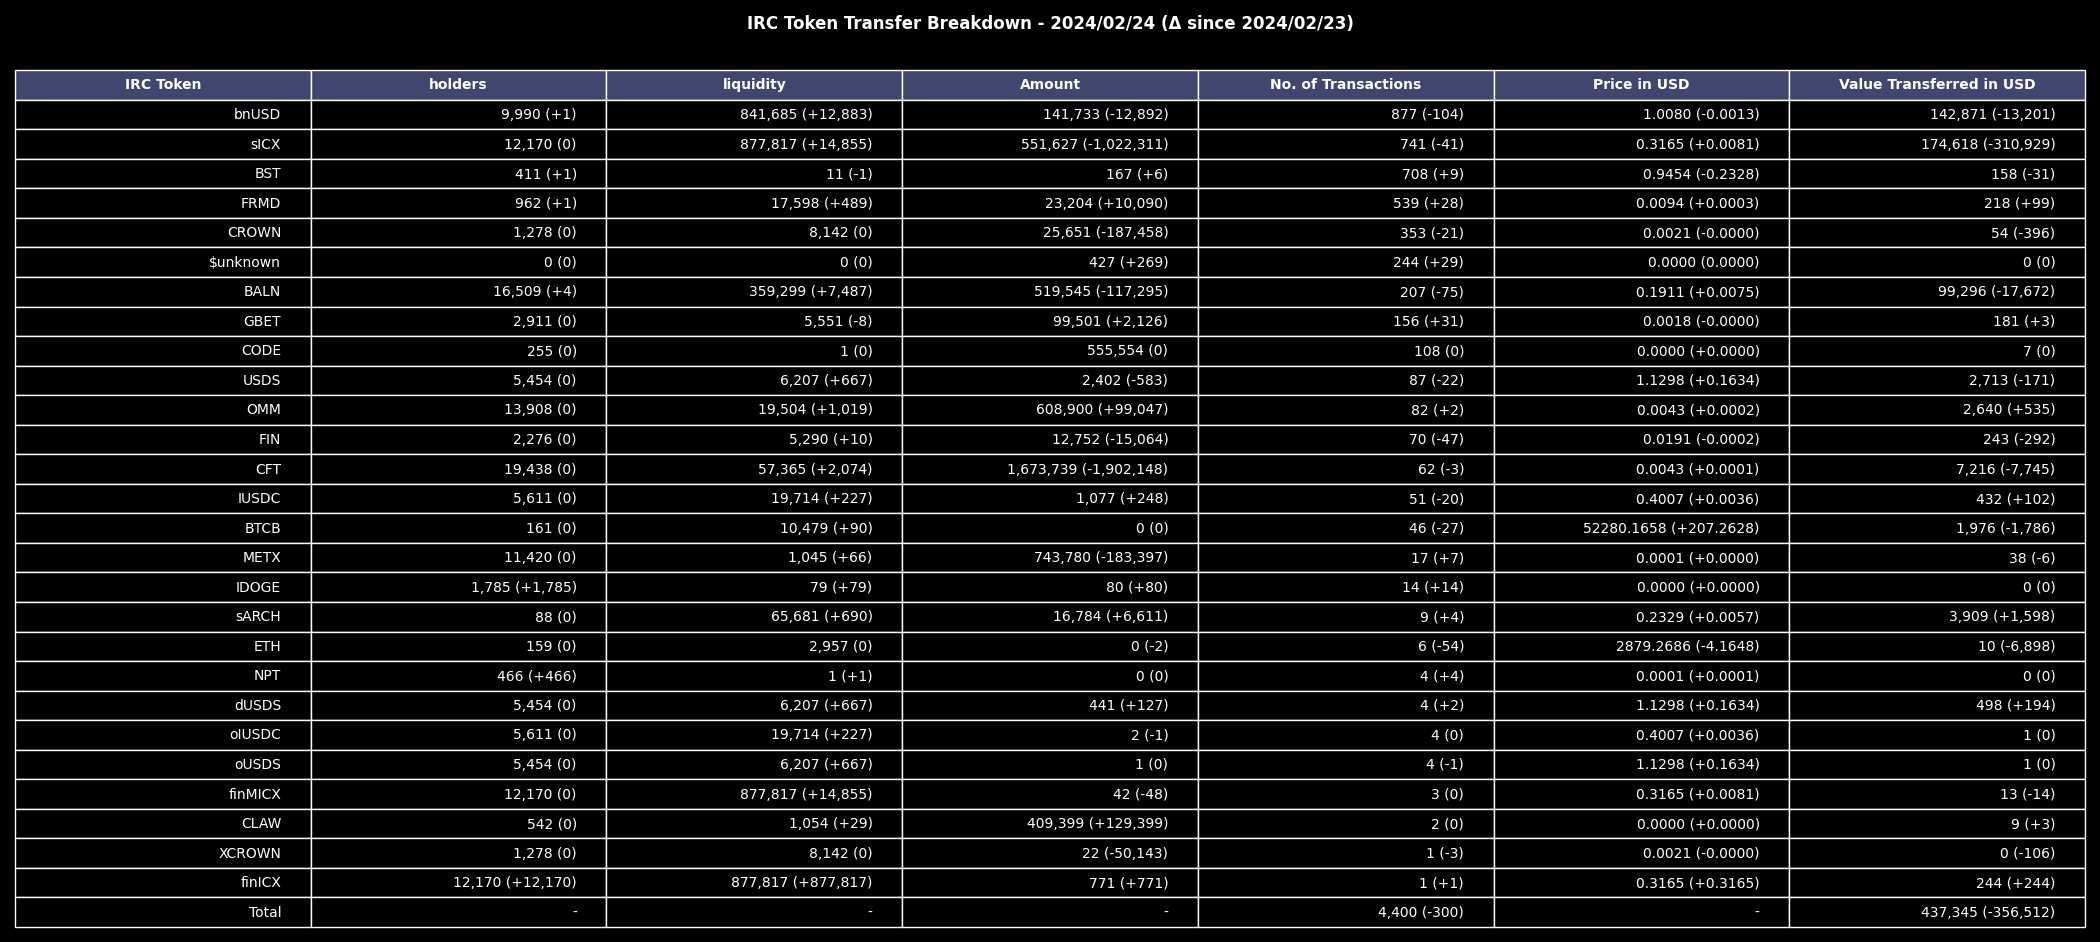 IRC Token Transfer Breakdown - 2024/02/24 (Δ since 2024/02/23)
IRC Token holders liquidity Amount No. of Transactions Price in USD Value Transferred in USD
bnUSD 9,990 (+1) 841,685 (+12,883) 141,733 (-12,892) 877 (-104) 1.0080 (-0.0013) 142,871 (-13,201)
sICX 12,170 (0) 877,817 (+14,855) 551,627 (-1,022,311) 741 (-41) 0.3165 (+0.0081) 174,618 (-310,929)
BST 411 (+1) 11 (-1) 167 (+6) 708 (+9) 0.9454 (-0.2328) 158 (-31)
FRMD 962 (+1) 17,598 (+489) 23,204 (+10,090) 539 (+28) 0.0094 (+0.0003) 218 (+99)
CROWN 1,278 (0) 8,142 (0) 25,651 (-187,458) 353 (-21) 0.0021 (-0.0000) 54 (-396)
$unknown 0 (0) 0 (0) 427 (+269) 244 (+29) 0.0000 (0.0000) 0 (0)
BALN 16,509 (+4) 359,299 (+7,487) 519,545 (-117,295) 207 (-75) 0.1911 (+0.0075) 99,296 (-17,672)
GBET 2,911 (0) 5,551 (-8) 99,501 (+2,126) 156 (+31) 0.0018 (-0.0000) 181 (+3)
CODE 255 (0) 1 (0) 555,554 (0) 108 (0) 0.0000 (+0.0000) 7 (0)
USDS 5,454 (0) 6,207 (+667) 2,402 (-583) 87 (-22) 1.1298 (+0.1634) 2,713 (-171)
OMM 13,908 (0) 19,504 (+1,019) 608,900 (+99,047) 82 (+2) 0.0043 (+0.0002) 2,640 (+535)
FIN 2,276 (0) 5,290 (+10) 12,752 (-15,064) 70 (-47) 0.0191 (-0.0002) 243 (-292)
CFT 19,438 (0) 57,365 (+2,074) 1,673,739 (-1,902,148) 62 (-3) 0.0043 (+0.0001) 7,216 (-7,745)
IUSDC 5,611 (0) 19,714 (+227) 1,077 (+248) 51 (-20) 0.4007 (+0.0036) 432 (+102)
BTCB 161 (0) 10,479 (+90) 0 (0) 46 (-27) 52280.1658 (+207.2628) 1,976 (-1,786)
METX 11,420 (0) 1,045 (+66) 743,780 (-183,397) 17 (+7) 0.0001 (+0.0000) 38 (-6)
IDOGE 1,785 (+1,785) 79 (+79) 80 (+80) 14 (+14) 0.0000 (+0.0000) 0 (0)
sARCH 88 (0) 65,681 (+690) 16,784 (+6,611) 9 (+4) 0.2329 (+0.0057) 3,909 (+1,598)
ETH 159 (0) 2,957 (0) 0 (-2) 6 (-54) 2879.2686 (-4.1648) 10 (-6,898)
NPT 466 (+466) 1 (+1) 0 (0) 4 (+4) 0.0001 (+0.0001) 0 (0)
dUSDS 5,454 (0) 6,207 (+667) 441 (+127) 4 (+2) 1.1298 (+0.1634) 498 (+194)
oIUSDC 5,611 (0) 19,714 (+227) 2 (-1) 4 (0) 0.4007 (+0.0036) 1 (0)
oUSDS 5,454 (0) 6,207 (+667) 1 (0) 4 (-1) 1.1298 (+0.1634) 1 (0)
finMICX 12,170 (0) 877,817 (+14,855) 42 (-48) 3 (0) 0.3165 (+0.0081) 13 (-14)
CLAW 542 (0) 1,054 (+29) 409,399 (+129,399) 2 (0) 0.0000 (+0.0000) 9 (+3)
XCROWN 1,278 (0) 8,142 (0) 22 (-50,143) 1 (-3) 0.0021 (-0.0000) 0 (-106)
finICX 12,170 (+12,170) 877,817 (+877,817) 771 (+771) 1 (+1) 0.3165 (+0.3165) 244 (+244)
Total - - - 4,400 (-300) - 437,345 (-356,512)